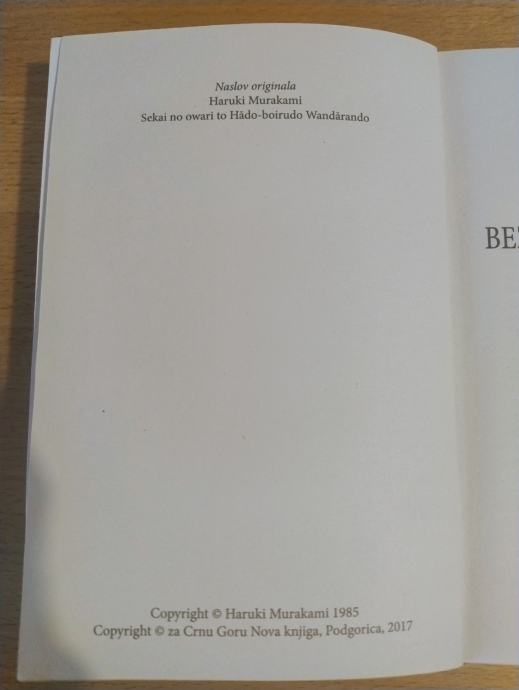 Naslov originala
Haruki Murakami
Sekai no owari to Hādo-boirudo Wandārando
BE
Copyright © Haruki Murakami 1985
Copyright © za Crnu Goru Nova knjiga, Podgorica, 2017